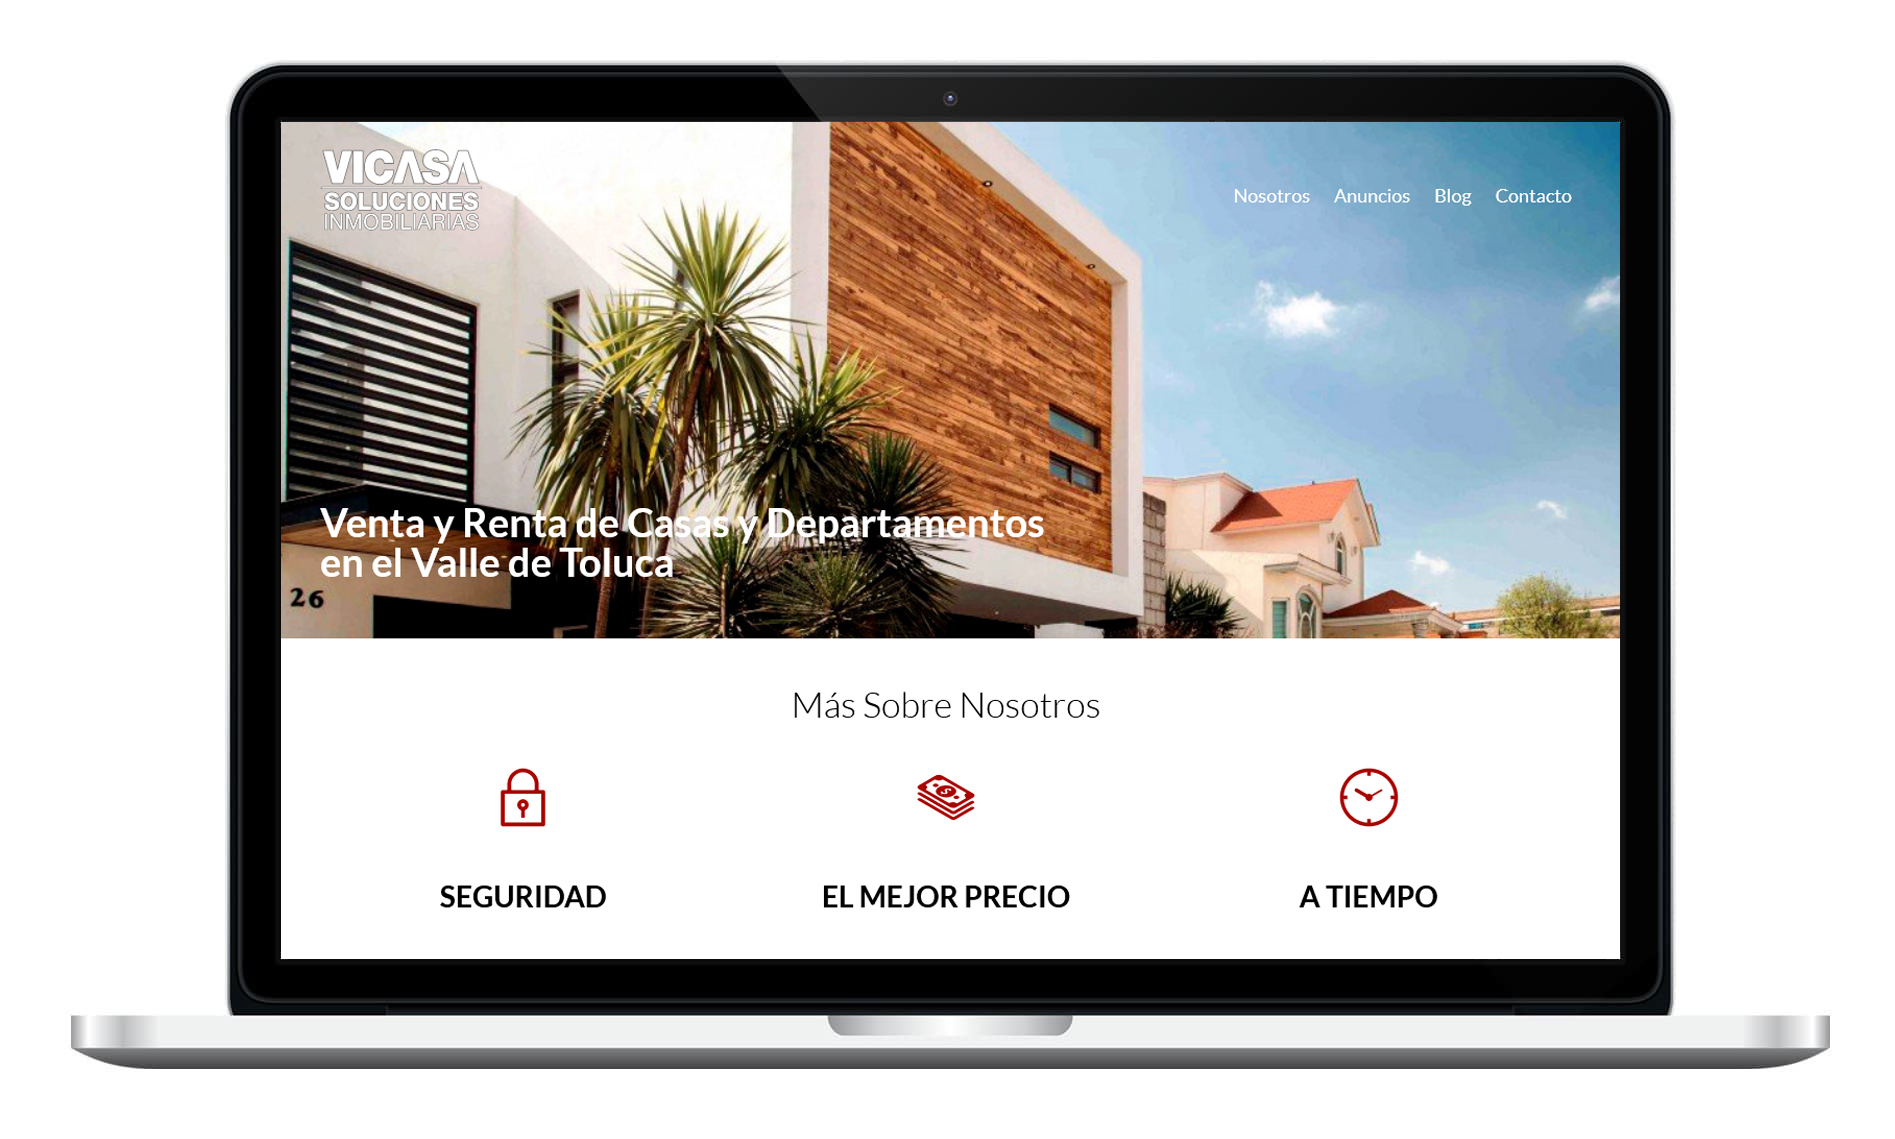 VICASA
SOLUCIONES
INMOBILIARIAS
Nosotros Anuncios Blog Contacto
Venta y Renta de Casas y Departamentos
en el Valle de Toluca
26
Más Sobre Nosotros
SEGURIDAD EL MEJOR PRECIO A TIEMPO